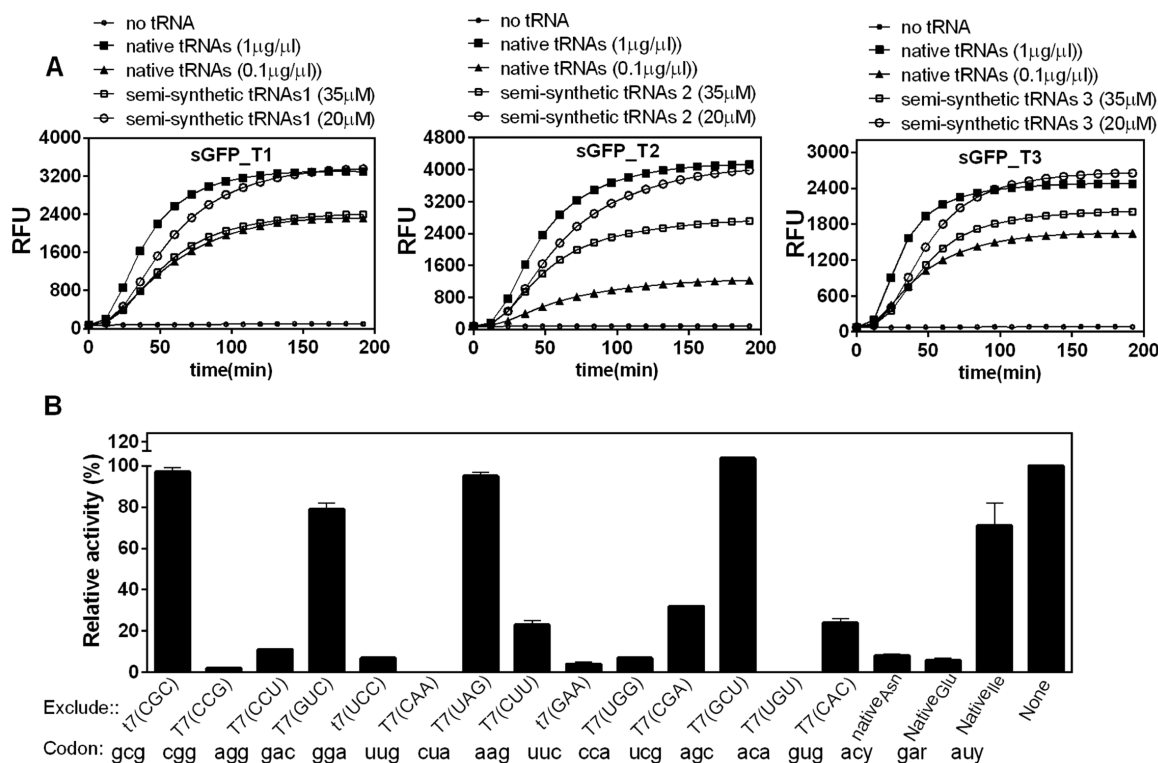 no tRNA
native tRNAs (1µg/µl)
native tRNAs (0.1µg/µl))
semi-synthetic tRNAs1 (35µM)
semi-synthetic tRNAs1 (20µM)
no tRNA
native tRNAs (1µg/µl))
native tRNAs (0.1µg/µl))
semi-synthetic tRNAs 2 (35µM)
semi-synthetic tRNAs 2 (20µM)
no tRNA
native tRNAs (1µg/µl))
native tRNAs (0.1µg/µl))
semi-synthetic tRNAs 3 (35µM)
semi-synthetic tRNAs 3 (20µM)
A
sGFP_T1
RFU
4000
3200
2400
1600
800
0
0 50 100 150 200
time(min)
sGFP_T2
RFU
4800
4000
3200
2400
1600
800
0
0 50 100 150 200
time(min)
sGFP_T3
RFU
3000
2400
1800
1200
600
0
0 50 100 150 200
time(min)
B
Relative activity (%)
120
100
80
60
40
20
0
Exclude:: t7(CGC) T7(CCG) T7(CCU) T7(GUC) t7(UCC) T7(CAA) T7(UAG) T7(CUU) t7(GAA) T7(UGG) T7(CGA) T7(GCU) T7(UGU) T7(CAC) nativeAsn NativeGlu NativeIle None
Codon: gcg cgg agg gac gga uug cua aag uuc cca ucg agc aca gug acy gar auy